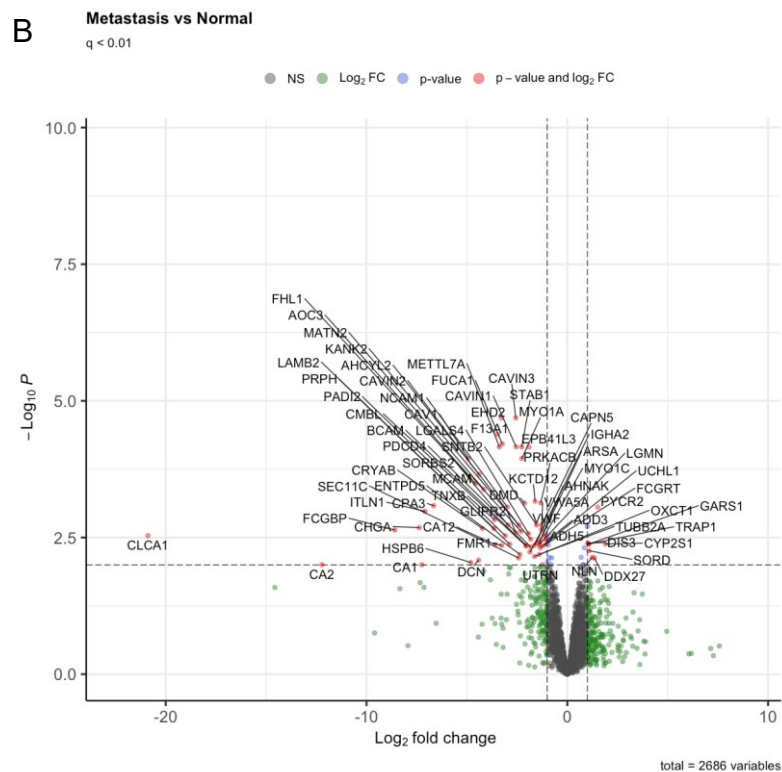 B
Metastasis vs Normal
q < 0.01
NS Log₂ FC p-value p – value and log₂ FC
10.0
7.5
5.0
2.5
0.0
– Log₁₀ P
FHL1
AOC3
MATN2
KANK2
LAMB2 AHCYL2 METTL7A
PRPH CAVIN2 FUCA1 CAVIN3
PADI2 NCAM1 CAVIN1 STAB1
CMBL CAV1 EHD2 MYO1A CAPN5
BCAM LGALS4 F13A1 IGHA2
PDCD4 SNTB2 EPB41L3 ARSA LGMN
SORBS2 PRKACB MYO1C
CRYAB MCAM KCTD12 UCHL1
SEC11C ENTPD5 DMD AHNAK FCGRT
ITLN1 CPA3 TNXB VWA5A PYCR2
GLIPR2 OXCT1 GARS1
FCGBP CHGA CA12 VWF ADD3
TUBB2A TRAP1
CLCA1 FMR1 ADH5 DIS3 CYP2S1
HSPB6 SORD
CA2 CA1 DCN UTRN NLN DDX27
-20 -10 0 10
Log₂ fold change
total = 2686 variables